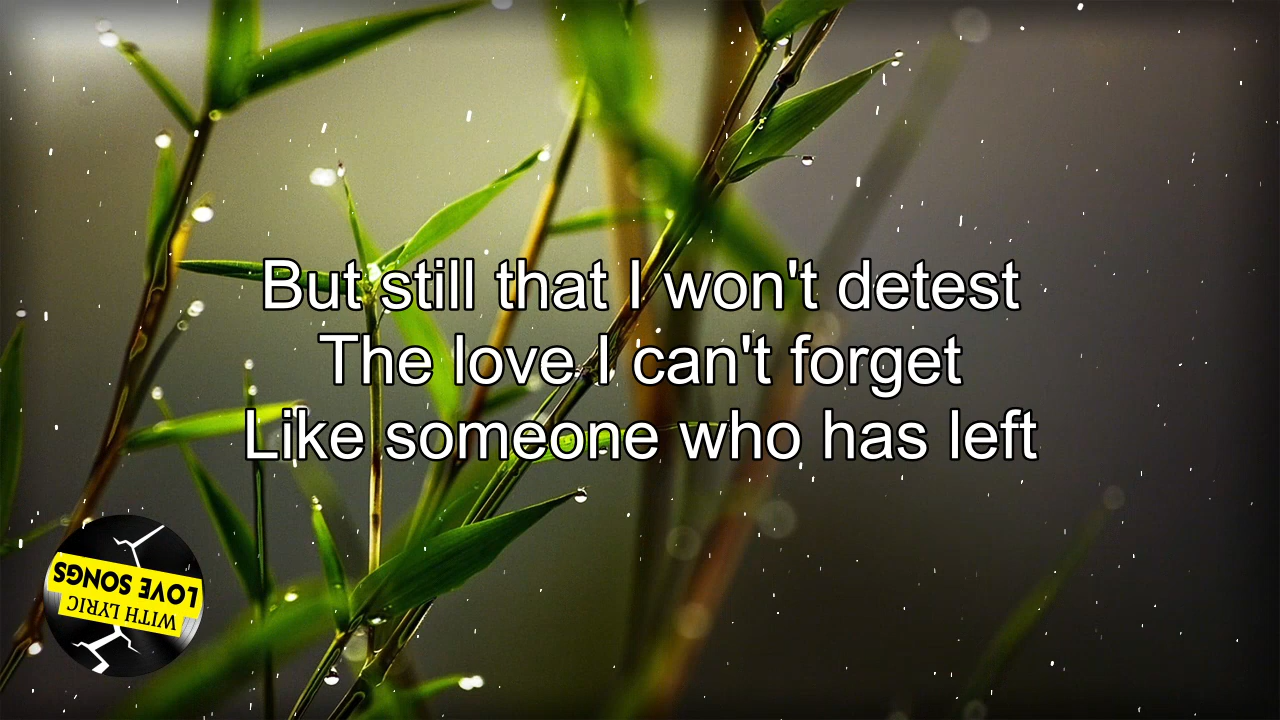 But still that I won't detest
The love I can't forget
Like someone who has left
LOVE SONGS
WITH LYRIC